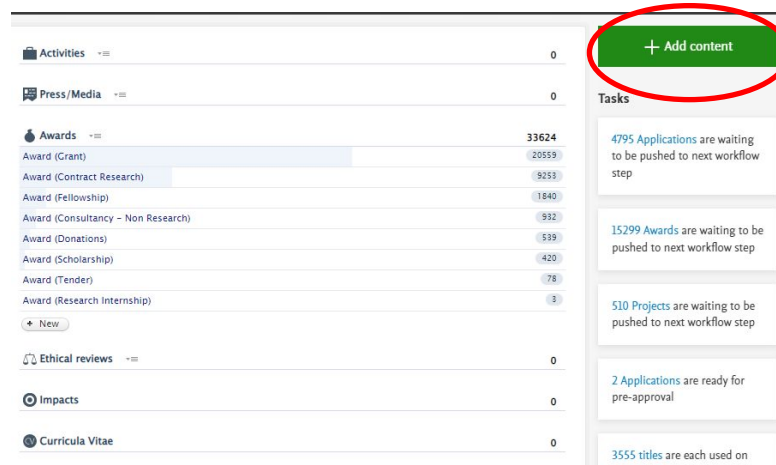 Activities 0
Press/Media 0
Awards 33624
Award (Grant) 20559
Award (Contract Research) 9253
Award (Fellowship) 1840
Award (Consultancy – Non Research) 932
Award (Donations) 539
Award (Scholarship) 420
Award (Tender) 78
Award (Research Internship) 3
+ New
Ethical reviews 0
Impacts 0
CV Curricula Vitae 0
+ Add content
Tasks
4795 Applications are waiting
to be pushed to next workflow
step
15299 Awards are waiting to be
pushed to next workflow step
510 Projects are waiting to be
pushed to next workflow step
2 Applications are ready for
pre-approval
3555 titles are each used on